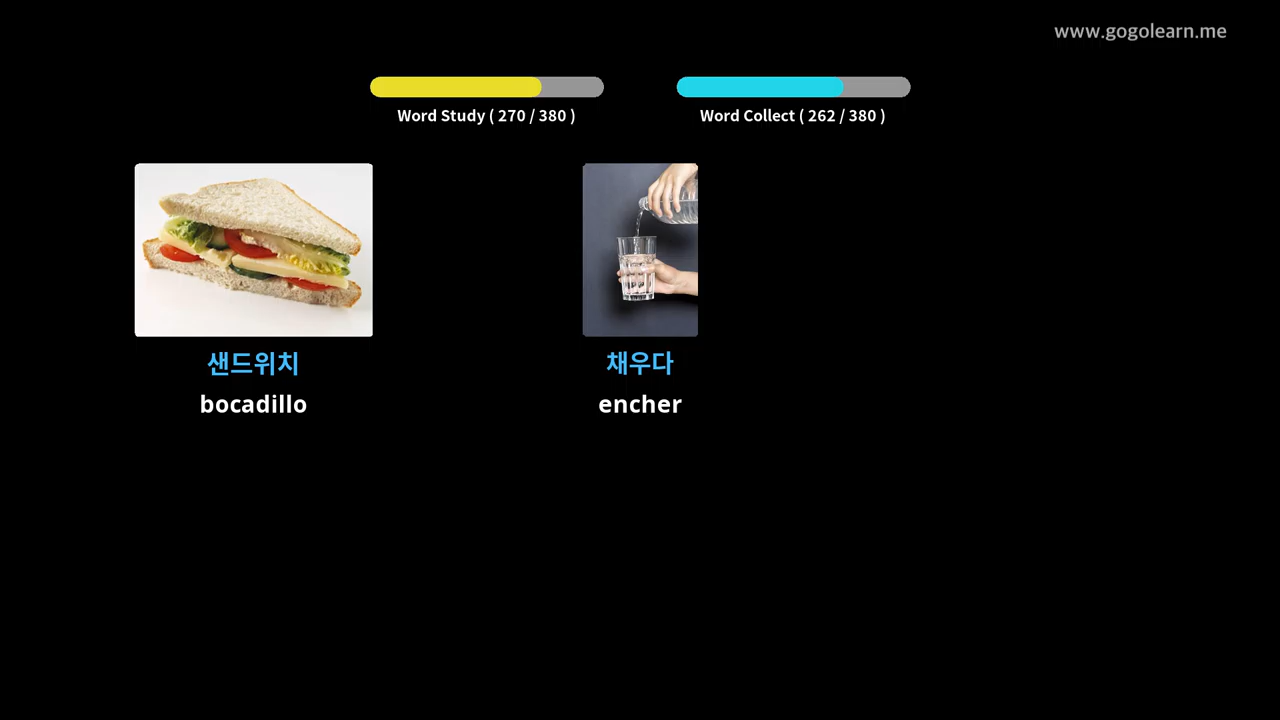 www.gogolearn.me
Word Study ( 270 / 380 )
Word Collect ( 262 / 380 )
샌드위치
bocadillo
채우다
encher